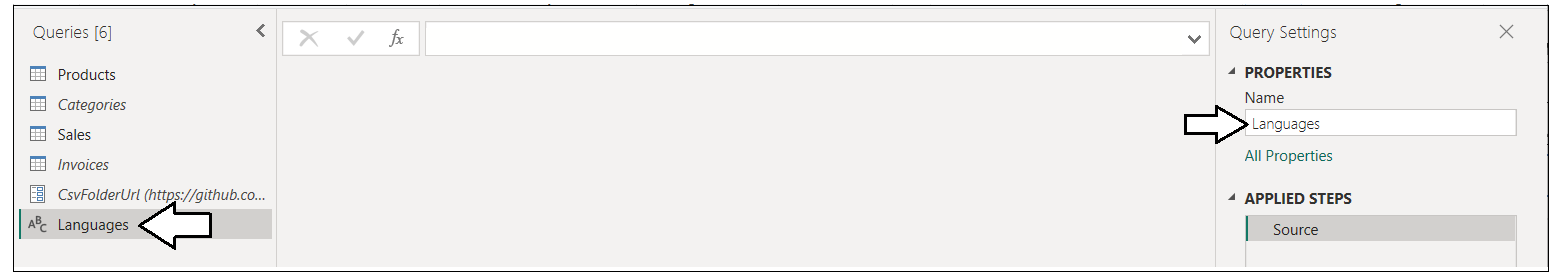 Queries [6]
Products
Categories
Sales
Invoices
CsvFolderUrl (https://github.co...
ABC Languages
fx
Query Settings
PROPERTIES
Name
Languages
All Properties
APPLIED STEPS
Source